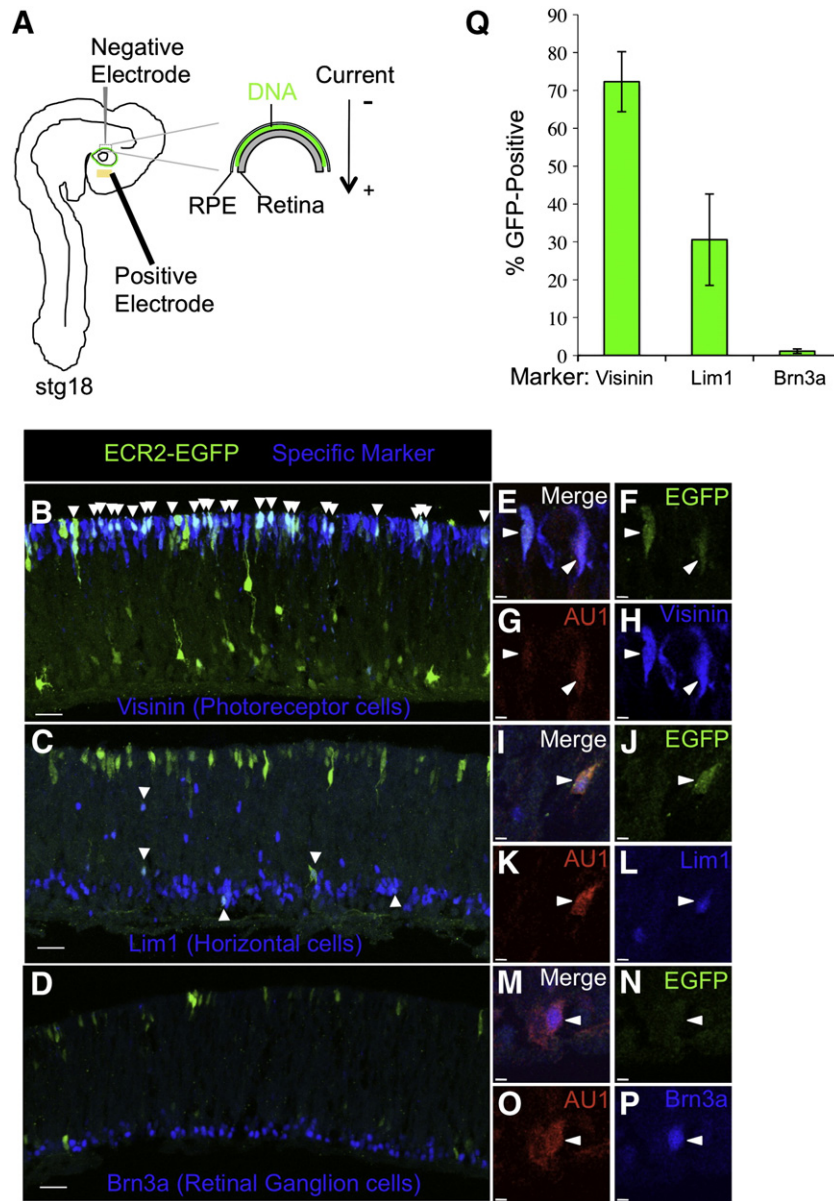 A
Negative
Electrode
DNA
Current
-
+
RPE
Retina
Positive
Electrode
stg18
Q
% GFP-Positive
90
80
70
60
50
40
30
20
10
0
Marker: Visinin Lim1 Brn3a
ECR2-EGFP Specific Marker
B
Visinin (Photoreceptor cells)
C
Lim1 (Horizontal cells)
D
Brn3a (Retinal Ganglion cells)
E Merge
F EGFP
G AU1
H Visinin
I Merge
J EGFP
K AU1
L Lim1
M Merge
N EGFP
O AU1
P Brn3a